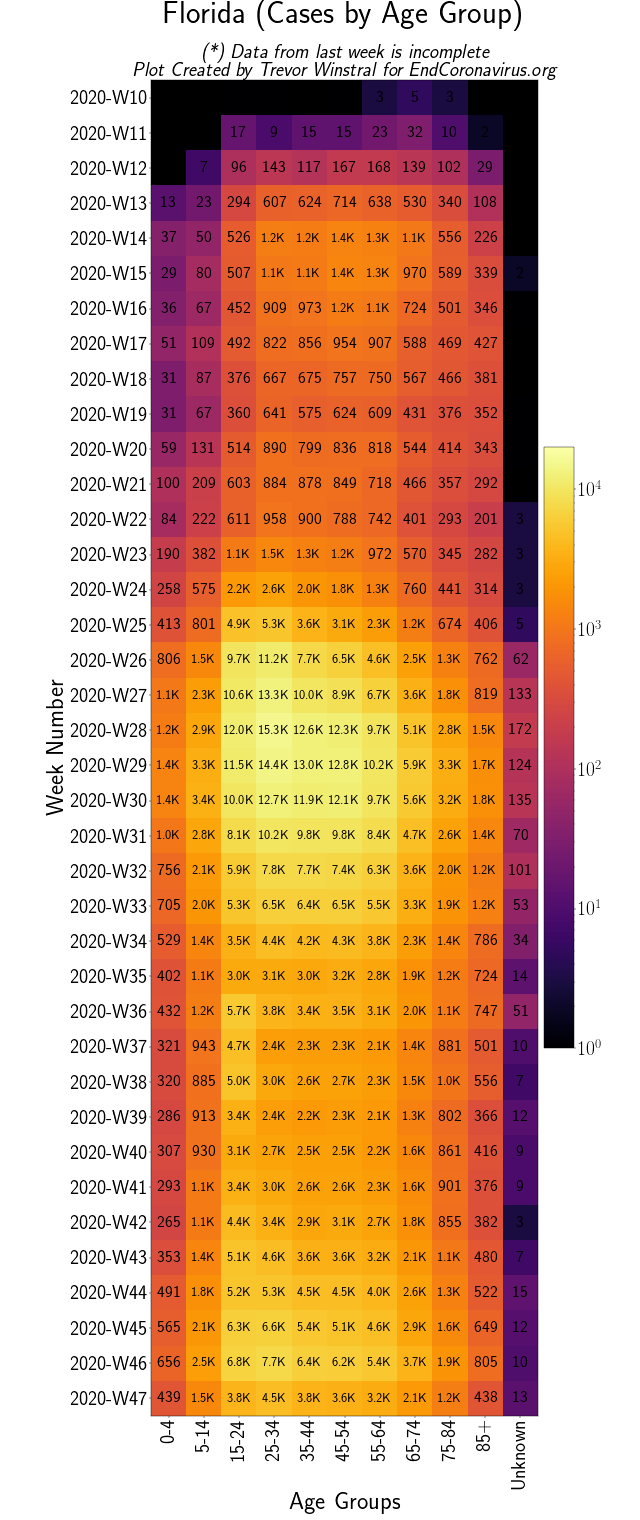 Florida (Cases by Age Group)
(*) Data from last week is incomplete
Plot Created by Trevor Winstral for EndCoronavirus.org
2020-W10 3 5 3
2020-W11 17 9 15 15 23 32 10 2
2020-W12 7 96 143 117 167 168 139 102 29
2020-W13 13 23 294 607 624 714 638 530 340 108
2020-W14 37 50 526 1.2K 1.2K 1.4K 1.3K 1.1K 556 226
2020-W15 29 80 507 1.1K 1.1K 1.4K 1.3K 970 589 339 2
2020-W16 36 67 452 909 973 1.2K 1.1K 724 501 346
2020-W17 51 109 492 822 856 954 907 588 469 427
2020-W18 31 87 376 667 675 757 750 567 466 381
2020-W19 31 67 360 641 575 624 609 431 376 352
2020-W20 59 131 514 890 799 836 818 544 414 343
2020-W21 100 209 603 884 878 849 718 466 357 292
2020-W22 84 222 611 958 900 788 742 401 293 201 3
2020-W23 190 382 1.1K 1.5K 1.3K 1.2K 972 570 345 282 3
2020-W24 258 575 2.2K 2.6K 2.0K 1.8K 1.3K 760 441 314 3
2020-W25 413 801 4.9K 5.3K 3.6K 3.1K 2.3K 1.2K 674 406 5
2020-W26 806 1.5K 9.7K 11.2K 7.7K 6.5K 4.6K 2.5K 1.3K 762 62
2020-W27 1.1K 2.3K 10.6K 13.3K 10.0K 8.9K 6.7K 3.6K 1.8K 819 133
2020-W28 1.2K 2.9K 12.0K 15.3K 12.6K 12.3K 9.7K 5.1K 2.8K 1.5K 172
2020-W29 1.4K 3.3K 11.5K 14.4K 13.0K 12.8K 10.2K 5.9K 3.3K 1.7K 124
2020-W30 1.4K 3.4K 10.0K 12.7K 11.9K 12.1K 9.7K 5.6K 3.2K 1.8K 135
2020-W31 1.0K 2.8K 8.1K 10.2K 9.8K 9.8K 8.4K 4.7K 2.6K 1.4K 70
2020-W32 756 2.1K 5.9K 7.8K 7.7K 7.4K 6.3K 3.6K 2.0K 1.2K 101
2020-W33 705 2.0K 5.3K 6.5K 6.4K 6.5K 5.5K 3.3K 1.9K 1.2K 53
2020-W34 529 1.4K 3.5K 4.4K 4.2K 4.3K 3.8K 2.3K 1.4K 786 34
2020-W35 402 1.1K 3.0K 3.1K 3.0K 3.2K 2.8K 1.9K 1.2K 724 14
2020-W36 432 1.2K 5.7K 3.8K 3.4K 3.5K 3.1K 2.0K 1.1K 747 51
2020-W37 321 943 4.7K 2.4K 2.3K 2.3K 2.1K 1.4K 881 501 10
2020-W38 320 885 5.0K 3.0K 2.6K 2.7K 2.3K 1.5K 1.0K 556 7
2020-W39 286 913 3.4K 2.4K 2.2K 2.3K 2.1K 1.3K 802 366 12
2020-W40 307 930 3.1K 2.7K 2.5K 2.5K 2.2K 1.6K 861 416 9
2020-W41 293 1.1K 3.4K 3.0K 2.6K 2.6K 2.3K 1.6K 901 376 9
2020-W42 265 1.1K 4.4K 3.4K 2.9K 3.1K 2.7K 1.8K 855 382 3
2020-W43 353 1.4K 5.1K 4.6K 3.6K 3.6K 3.2K 2.1K 1.1K 480 7
2020-W44 491 1.8K 5.2K 5.3K 4.5K 4.5K 4.0K 2.6K 1.3K 522 15
2020-W45 565 2.1K 6.3K 6.6K 5.4K 5.1K 4.6K 2.9K 1.6K 649 12
2020-W46 656 2.5K 6.8K 7.7K 6.4K 6.2K 5.4K 3.7K 1.9K 805 10
2020-W47 439 1.5K 3.8K 4.5K 3.8K 3.6K 3.2K 2.1K 1.2K 438 13
0-4 5-14 15-24 25-34 35-44 45-54 55-64 65-74 75-84 85+ Unknown
Age Groups
Week Number
10⁴
10³
10²
10¹
10⁰